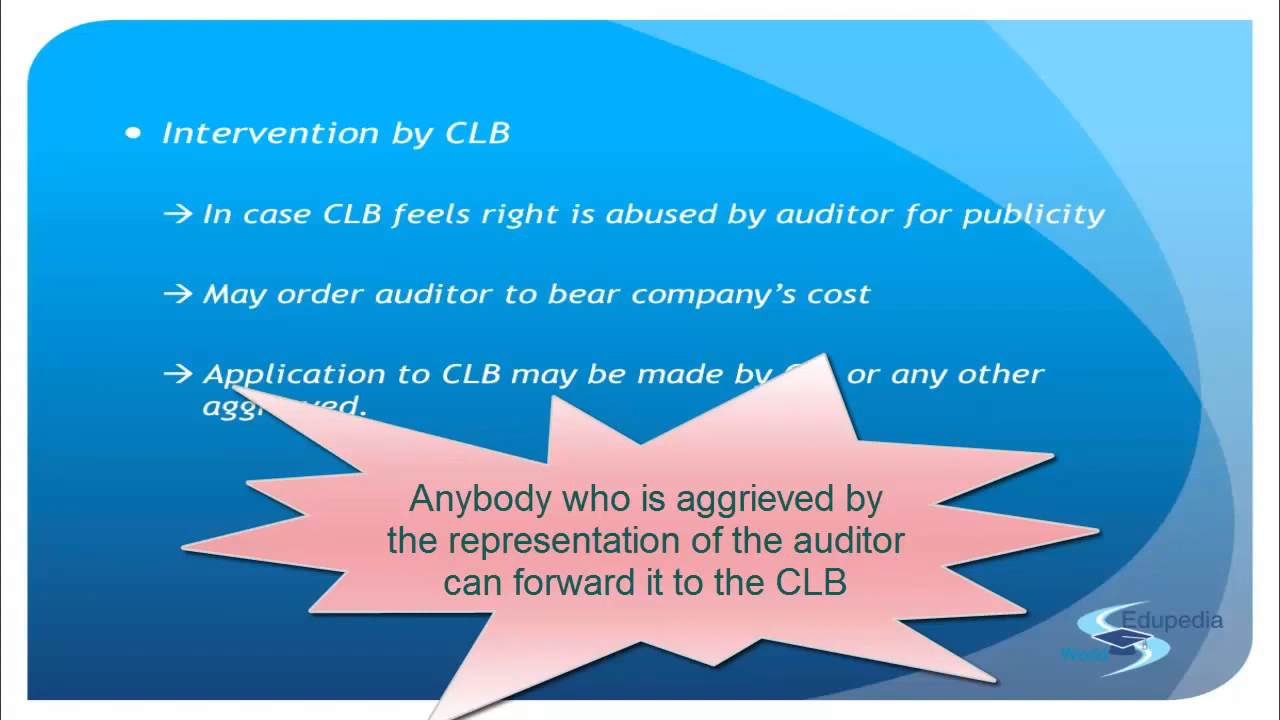 • Intervention by CLB
→ In case CLB feels right is abused by auditor for publicity
→ May order auditor to bear company's cost
→ Application to CLB may be made by or any other
aggrieved.
Anybody who is aggrieved by
the representation of the auditor
can forward it to the CLB
Edupedia
World